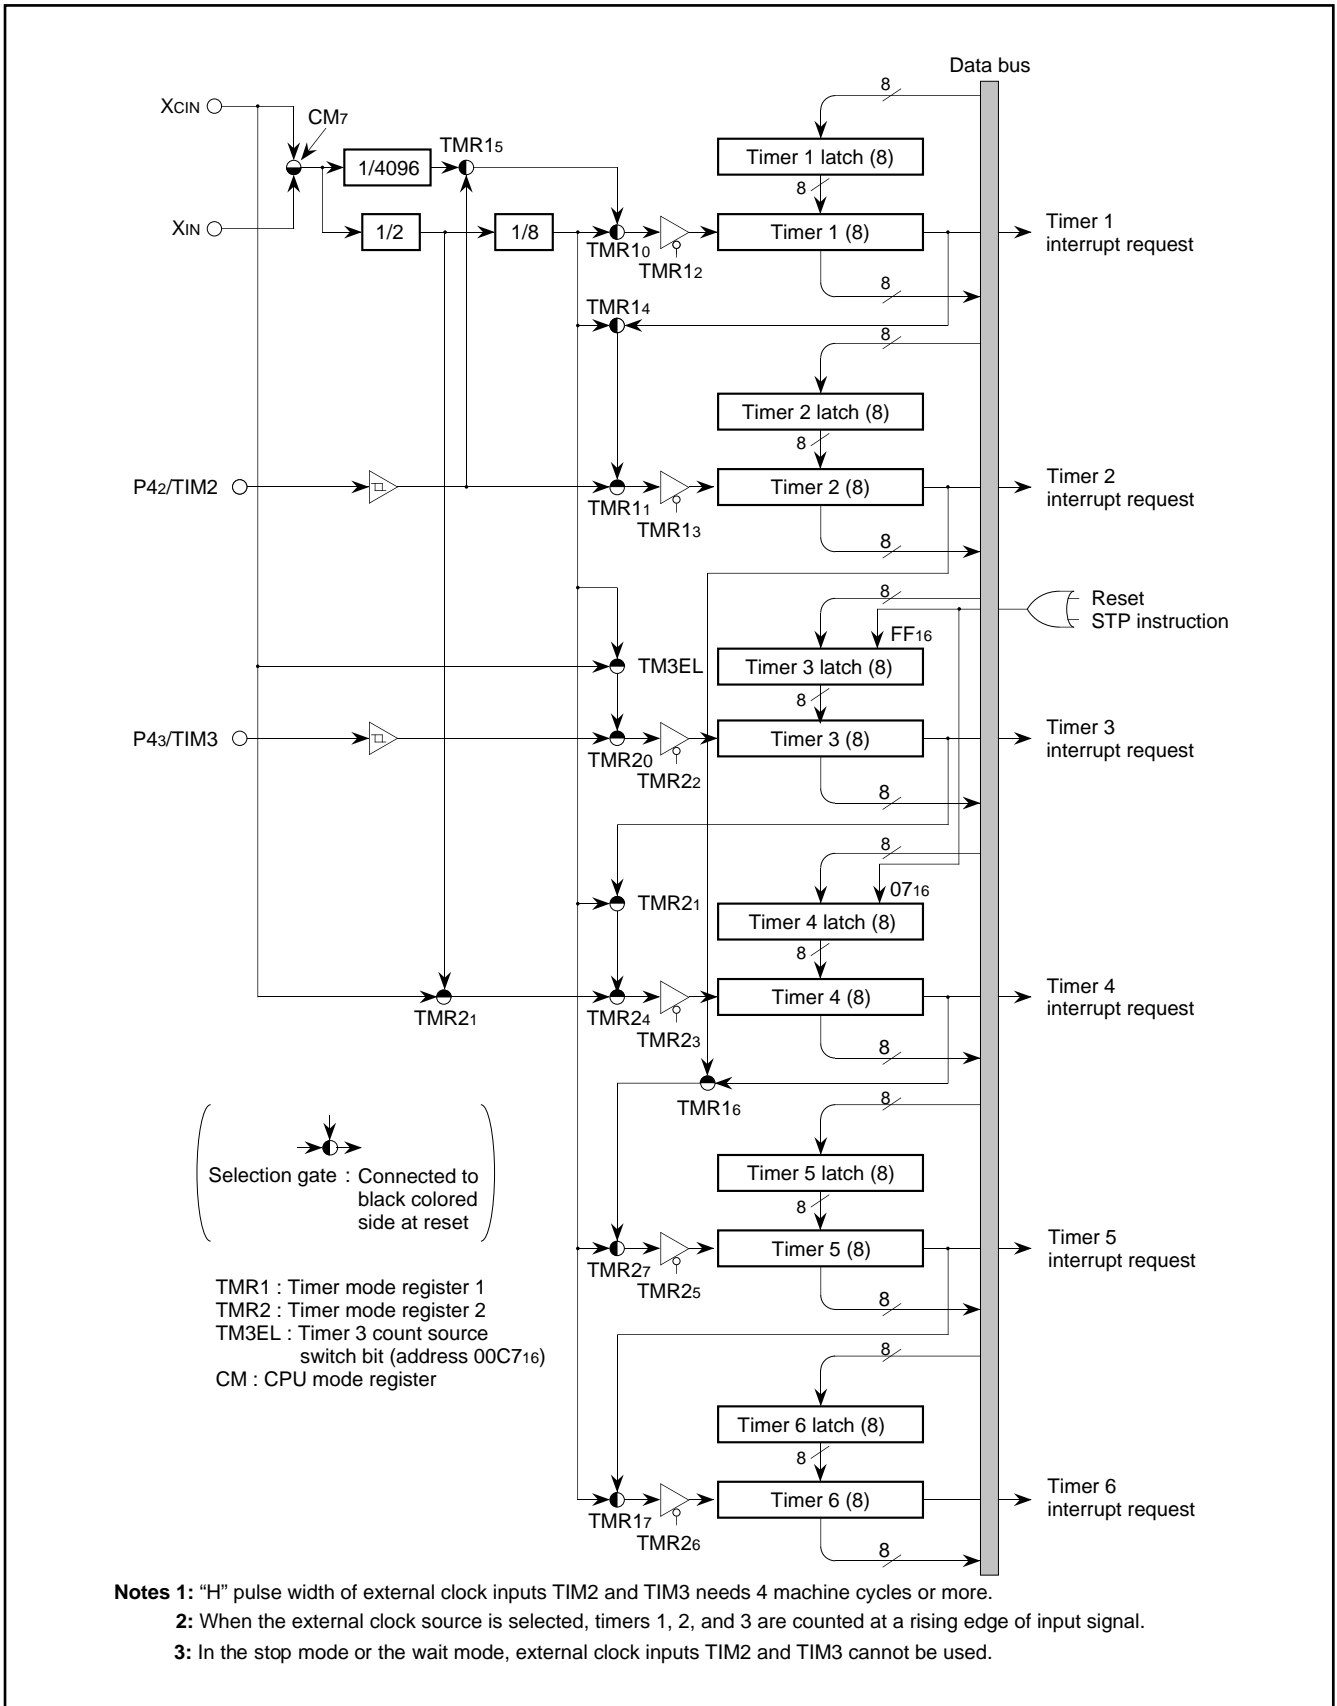 Data bus
XCIN
CM7
8
TMR15
1/4096
Timer 1 latch (8)
8
XIN
1/2
1/8
Timer 1 (8)
Timer 1
interrupt request
TMR10
TMR12
8
TMR14
8
Timer 2 latch (8)
8
P42/TIM2
Timer 2 (8)
Timer 2
interrupt request
TMR11
TMR13
8
8
Reset
STP instruction
FF16
TM3EL
Timer 3 latch (8)
8
P43/TIM3
Timer 3 (8)
Timer 3
interrupt request
TMR20
TMR22
8
8
0716
TMR21
Timer 4 latch (8)
8
Timer 4 (8)
Timer 4
interrupt request
TMR21
TMR24
TMR23
8
TMR16
8
Selection gate : Connected to
black colored
side at reset
Timer 5 latch (8)
8
Timer 5 (8)
Timer 5
interrupt request
TMR27
TMR25
8
TMR1 : Timer mode register 1
TMR2 : Timer mode register 2
TM3EL : Timer 3 count source
switch bit (address 00C716)
CM : CPU mode register
8
Timer 6 latch (8)
8
Timer 6 (8)
Timer 6
interrupt request
TMR17
TMR26
8
Notes 1: “H” pulse width of external clock inputs TIM2 and TIM3 needs 4 machine cycles or more.
2: When the external clock source is selected, timers 1, 2, and 3 are counted at a rising edge of input signal.
3: In the stop mode or the wait mode, external clock inputs TIM2 and TIM3 cannot be used.